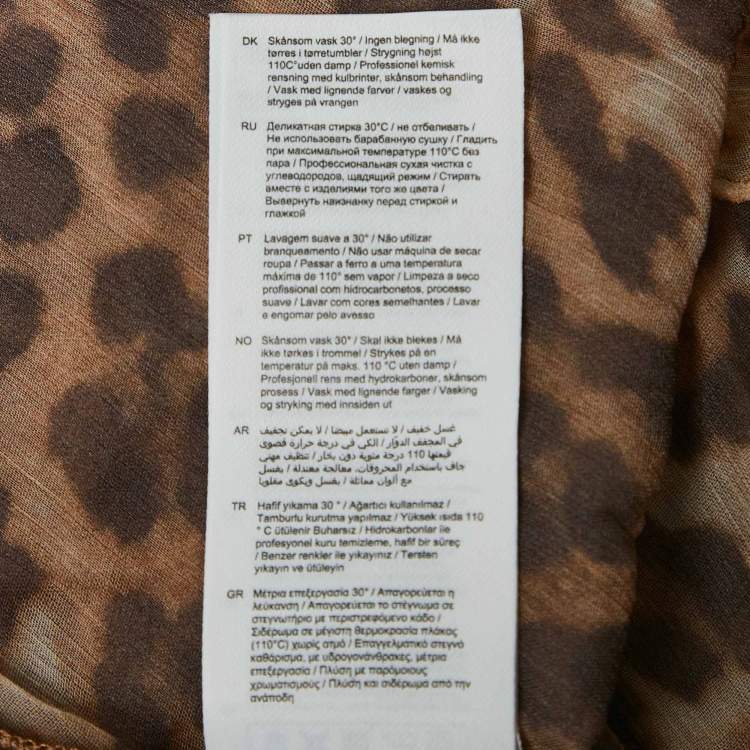 DK Skånsom vask 30° / Ingen blegning / Må ikke
tørres i tørretumbler / Strygning højst
110C°uden damp / Professionel kemisk
rensning med kulbrinter, skånsom behandling
/ Vask med lignende farver / vaskes og
stryges på vrangen
RU Деликатная стирка 30°C / не отбеливать /
Не использовать барабанную сушку / Гладить
при максимальной температуре 110°C без
пара / Профессиональная сухая чистка с
углеводородов, щадящий режим / Стирать
вместе с изделиями того же цвета /
Вывернуть наизнанку перед стиркой и
глажкой
PT Lavagem suave a 30° / Não utilizar
branqueamento / Não usar máquina de secar
roupa / Passar a ferro a uma temperatura
máxima de 110° sem vapor / Limpeza a seco
profissional com hidrocarbonetos, processo
suave / Lavar com cores semelhantes / Lavar
e engomar pelo avesso
NO Skånsom vask 30° / Skal ikke blekes / Må
ikke tørkes i trommel / Strykes på en
temperatur på maks. 110 °C uten damp /
Profesjonell rens med hydrokarboner, skånsom
prosess / Vask med lignende farger / Vasking
og stryking med innsiden ut
AR غسل خفيف / لا تستعمل مبيضا / لا يمكن تجفيف
في المجفف الدوّار / الكي في درجة حرارة قصوى
قيمتها 110 درجة مئوية دون بخار / تنظيف مهني
جاف باستخدام المحروقات، معالجة معتدلة / يغسل
مع ألوان مماثلة / يغسل ويكوى مقلوبا
TR Hafif yıkama 30 ° / Ağartıcı kullanılmaz /
Tamburlu kurutma yapılmaz / Yüksek ısıda 110
° C ütülenir Buharsız / Hidrokarbonlar ile
profesyonel kuru temizleme, hafif bir süreç
/ Benzer renkler ile yıkayınız / Tersten
yıkayın ve ütüleyin
GR Μέτρια επεξεργασία 30° / Απαγορεύεται η
λεύκανση / Απαγορεύεται το στέγνωμα σε
στεγνωτήριο με περιστρεφόμενο κάδο /
Σιδέρωμα σε μέγιστη θερμοκρασία πλάκας
(110°C) χωρίς ατμό / Επαγγελματικό στεγνό
καθάρισμα, με υδρογονάνθρακες, μέτρια
επεξεργασία / Πλύση με παρόμοιους
χρωματισμούς / Πλύση και σιδέρωμα από την
ανάποδη